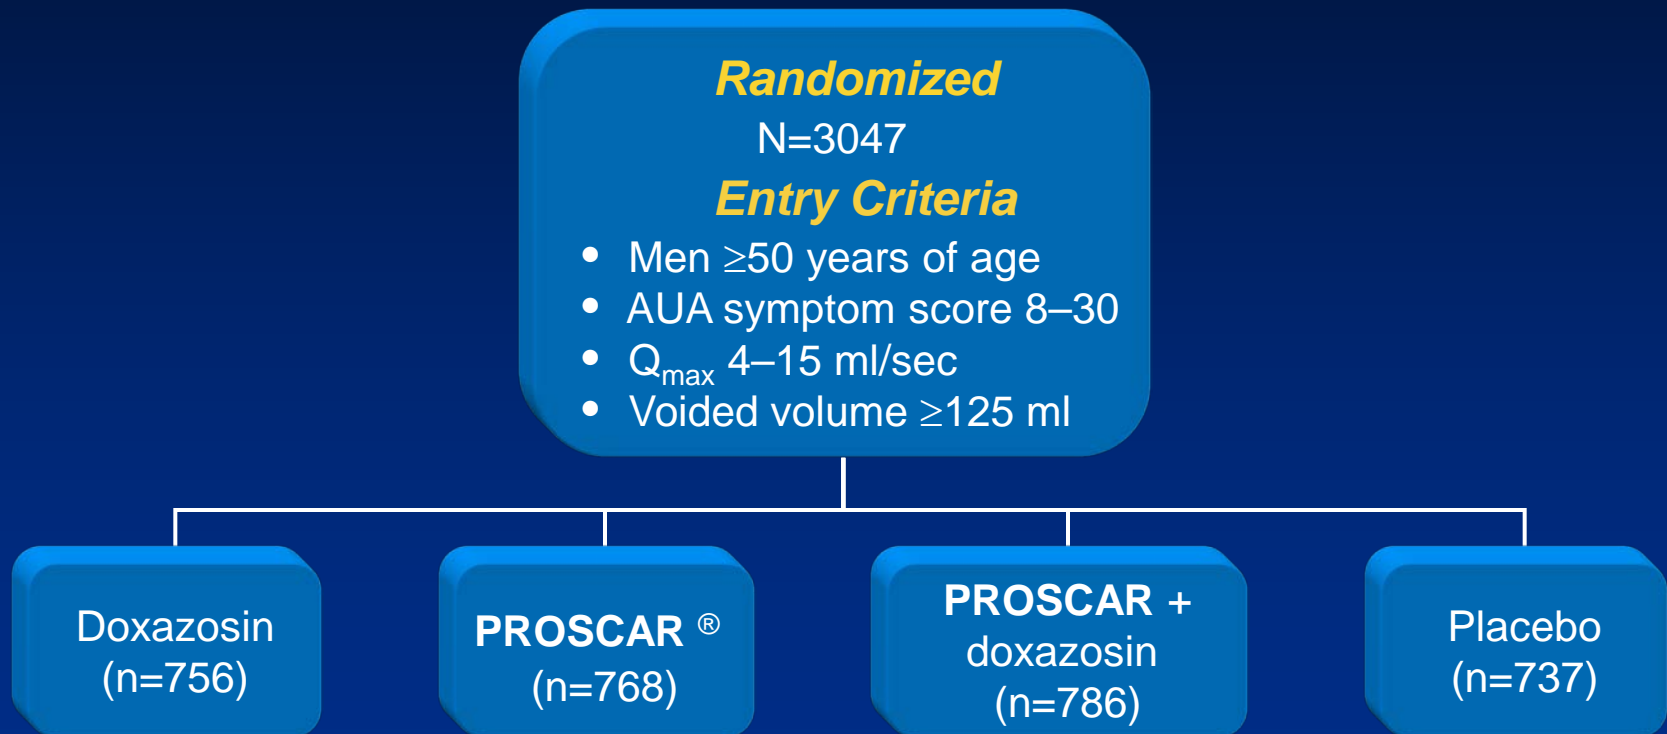 Randomized
N=3047
Entry Criteria
• Men ≥50 years of age
• AUA symptom score 8–30
• Qmax 4–15 ml/sec
• Voided volume ≥125 ml
Doxazosin
(n=756)
PROSCAR ®
(n=768)
PROSCAR +
doxazosin
(n=786)
Placebo
(n=737)